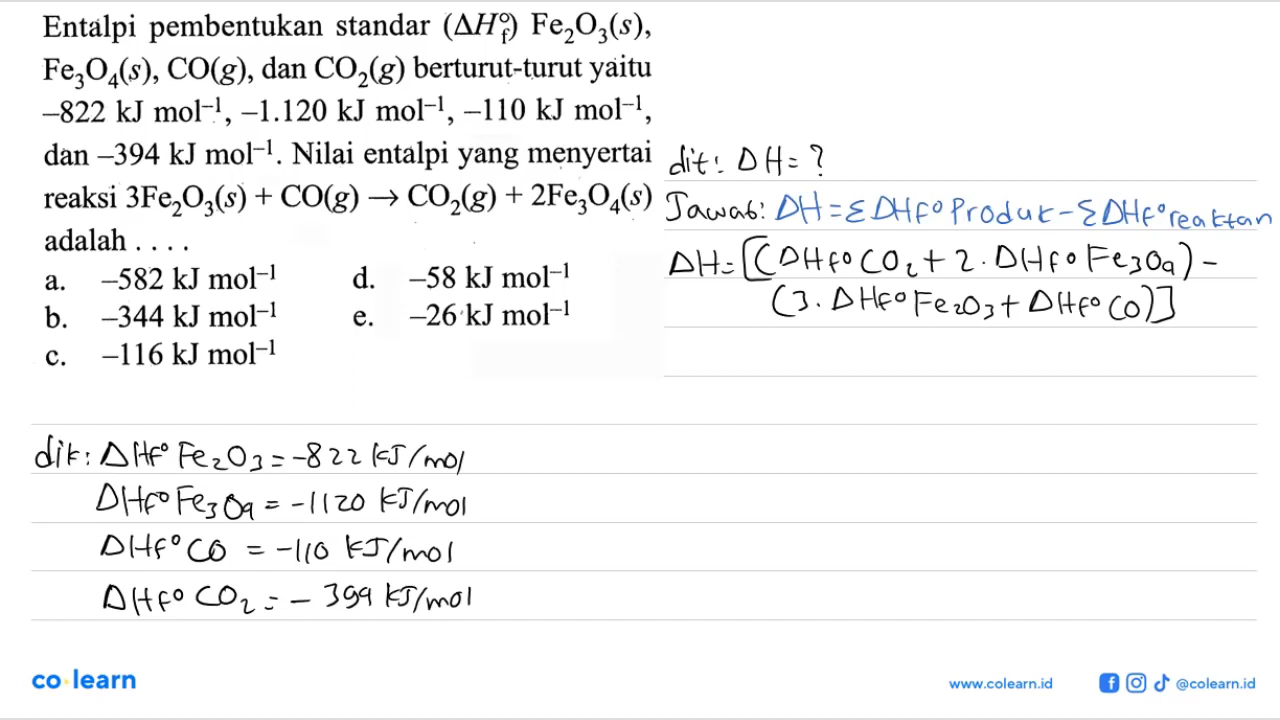 Entalpi pembentukan standar (ΔH°f) Fe₂O₃(s),
Fe₃O₄(s), CO(g), dan CO₂(g) berturut-turut yaitu
–822 kJ mol⁻¹, –1.120 kJ mol⁻¹, –110 kJ mol⁻¹,
dan –394 kJ mol⁻¹. Nilai entalpi yang menyertai
reaksi 3Fe₂O₃(s) + CO(g) → CO₂(g) + 2Fe₃O₄(s)
adalah . . . .
a. –582 kJ mol⁻¹ d. –58 kJ mol⁻¹
b. –344 kJ mol⁻¹ e. –26 kJ mol⁻¹
c. –116 kJ mol⁻¹
dit: ΔH = ?
Jawab: ΔH = Σ ΔHf° Produk - Σ ΔHf° reaktan
ΔH = [(ΔHf° CO₂ + 2 . ΔHf° Fe₃O₄) -
(3 . ΔHf° Fe₂O₃ + ΔHf° CO)]
dik: ΔHf° Fe₂O₃ = -822 kJ/mol
ΔHf° Fe₃O₄ = -1120 kJ/mol
ΔHf° CO = -110 kJ/mol
ΔHf° CO₂ = - 394 kJ/mol
co learn
www.colearn.id
@colearn.id